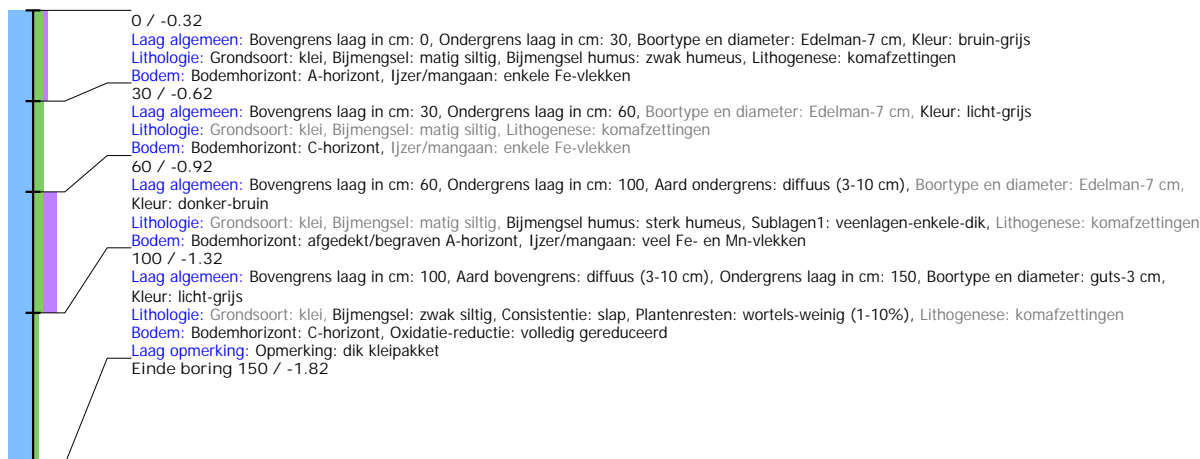 0 / -0.32
Laag algemeen: Bovengrens laag in cm: 0, Ondergrens laag in cm: 30, Boortype en diameter: Edelman-7 cm, Kleur: bruin-grijs
Lithologie: Grondsoort: klei, Bijmengsel: matig siltig, Bijmengsel humus: zwak humeus, Lithogenese: komafzettingen
Bodem: Bodemhorizont: A-horizont, Ijzer/mangaan: enkele Fe-vlekken
30 / -0.62
Laag algemeen: Bovengrens laag in cm: 30, Ondergrens laag in cm: 60, Boortype en diameter: Edelman-7 cm, Kleur: licht-grijs
Lithologie: Grondsoort: klei, Bijmengsel: matig siltig, Lithogenese: komafzettingen
Bodem: Bodemhorizont: C-horizont, Ijzer/mangaan: enkele Fe-vlekken
60 / -0.92
Laag algemeen: Bovengrens laag in cm: 60, Ondergrens laag in cm: 100, Aard ondergrens: diffuus (3-10 cm), Boortype en diameter: Edelman-7 cm,
Kleur: donker-bruin
Lithologie: Grondsoort: klei, Bijmengsel: matig siltig, Bijmengsel humus: sterk humeus, Sublagen1: veenlagen-enkele-dik, Lithogenese: komafzettingen
Bodem: Bodemhorizont: afgedekt/begraven A-horizont, Ijzer/mangaan: veel Fe- en Mn-vlekken
100 / -1.32
Laag algemeen: Bovengrens laag in cm: 100, Aard bovengrens: diffuus (3-10 cm), Ondergrens laag in cm: 150, Boortype en diameter: guts-3 cm,
Kleur: licht-grijs
Lithologie: Grondsoort: klei, Bijmengsel: zwak siltig, Consistentie: slap, Plantenresten: wortels-weinig (1-10%), Lithogenese: komafzettingen
Bodem: Bodemhorizont: C-horizont, Oxidatie-reductie: volledig gereduceerd
Laag opmerking: Opmerking: dik kleipakket
Einde boring 150 / -1.82